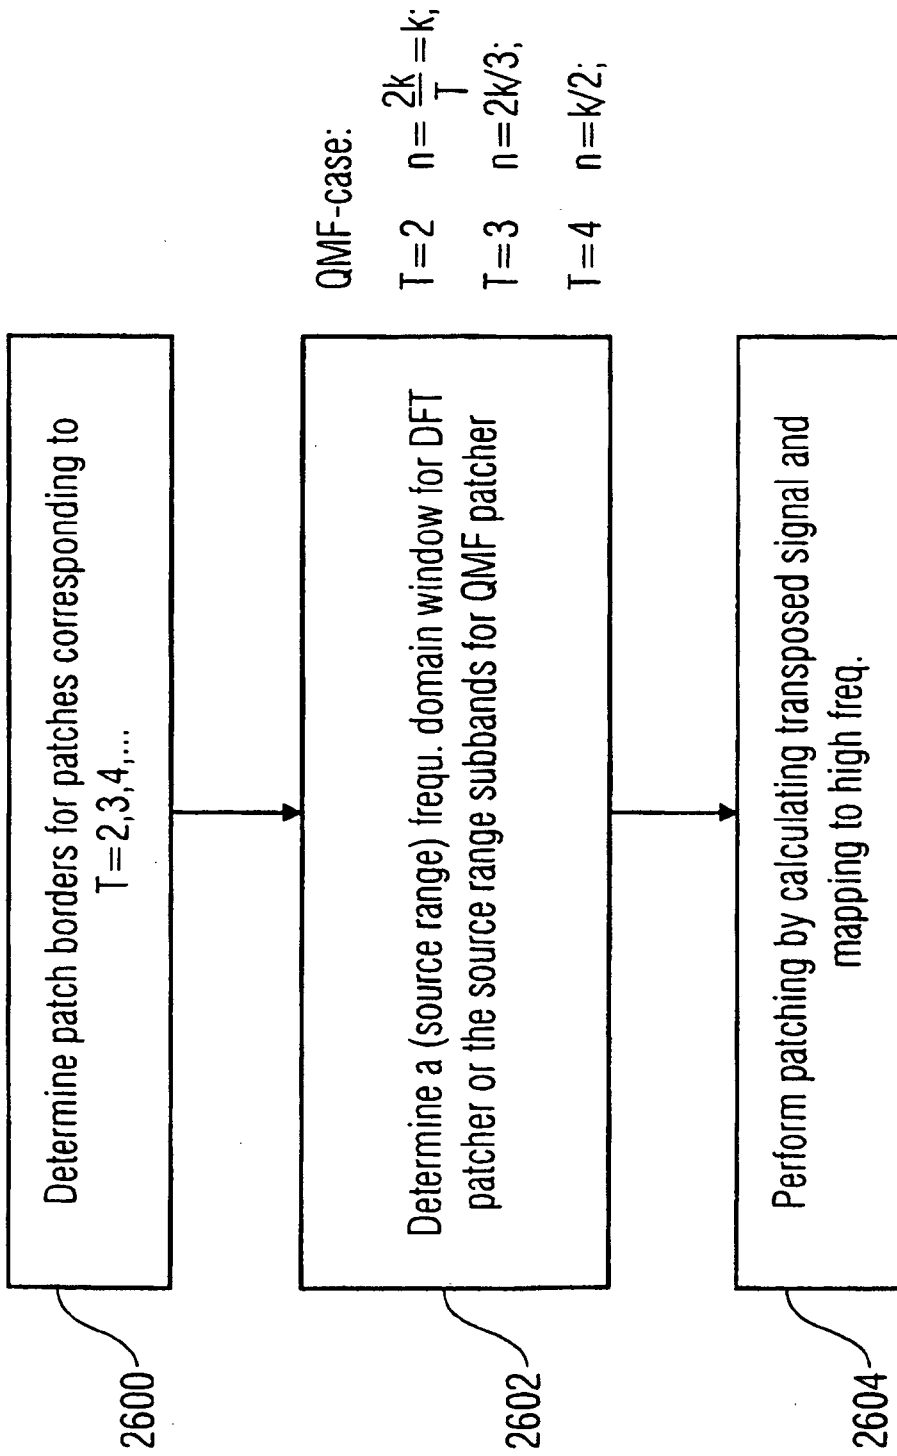 2600
Determine patch borders for patches corresponding to
T=2,3,4,...
2602
Determine a (source range) frequ. domain window for DFT
patcher or the source range subbands for QMF patcher
QMF-case:
T=2 n=2k/T=k;
T=3 n=2k/3;
T=4 n=k/2;
2604
Perform patching by calculating transposed signal and
mapping to high freq.